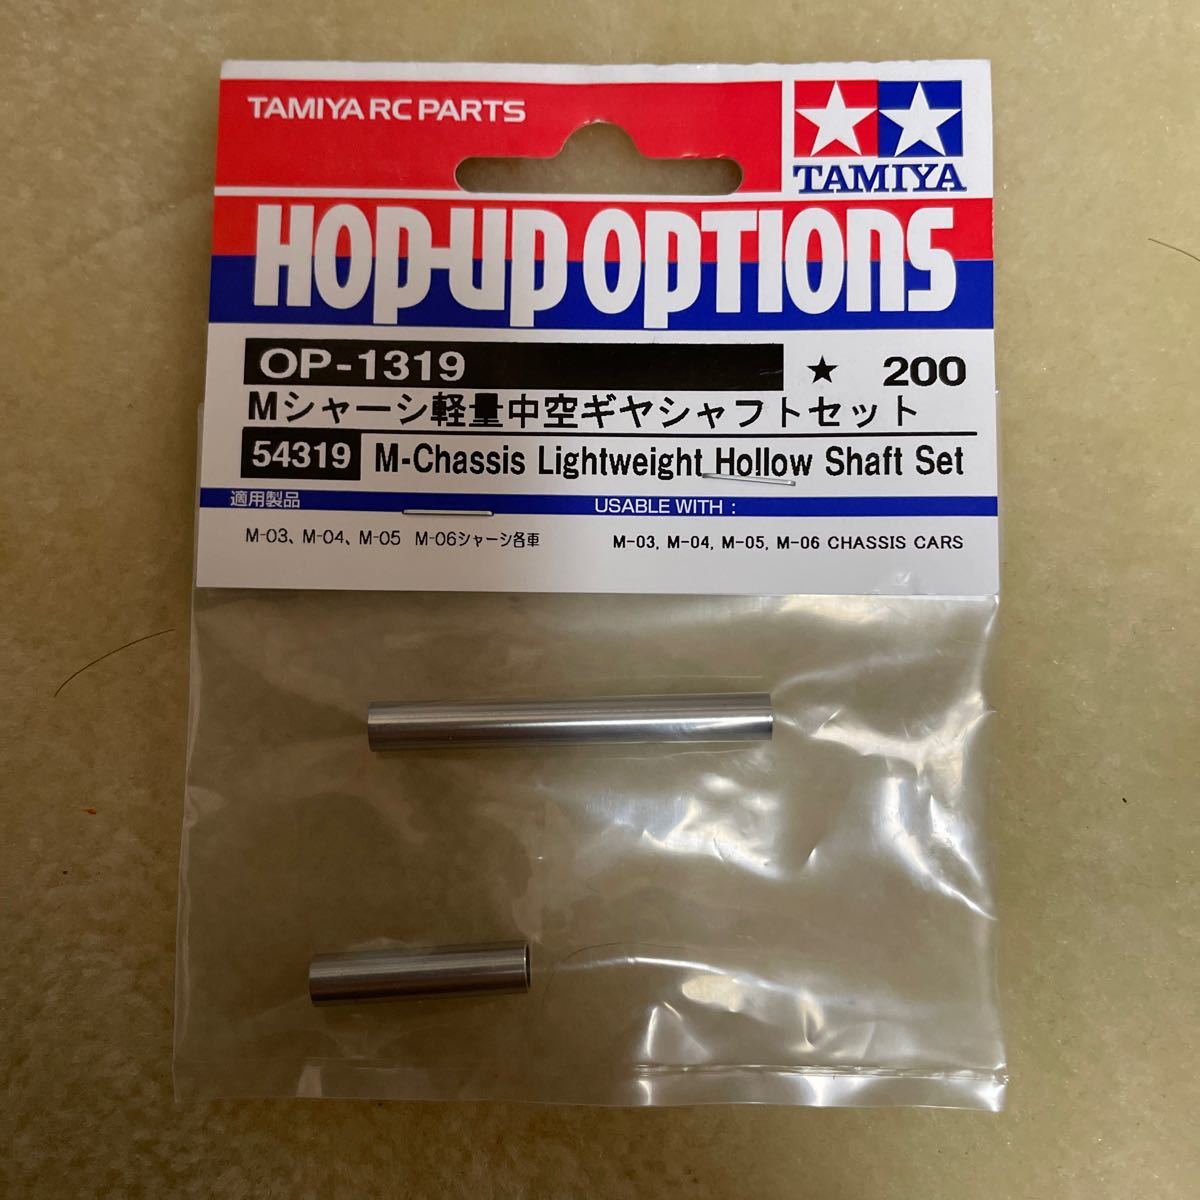 TAMIYA RC PARTS
TAMIYA
HOP-UP OPTIONS
OP-1319 ★ 200
Mシャーシ軽量中空ギヤシャフトセット
54319 M-Chassis Lightweight Hollow Shaft Set
適用製品 USABLE WITH :
M-03、M-04、M-05 M-06シャーシ各車 M-03, M-04, M-05, M-06 CHASSIS CARS